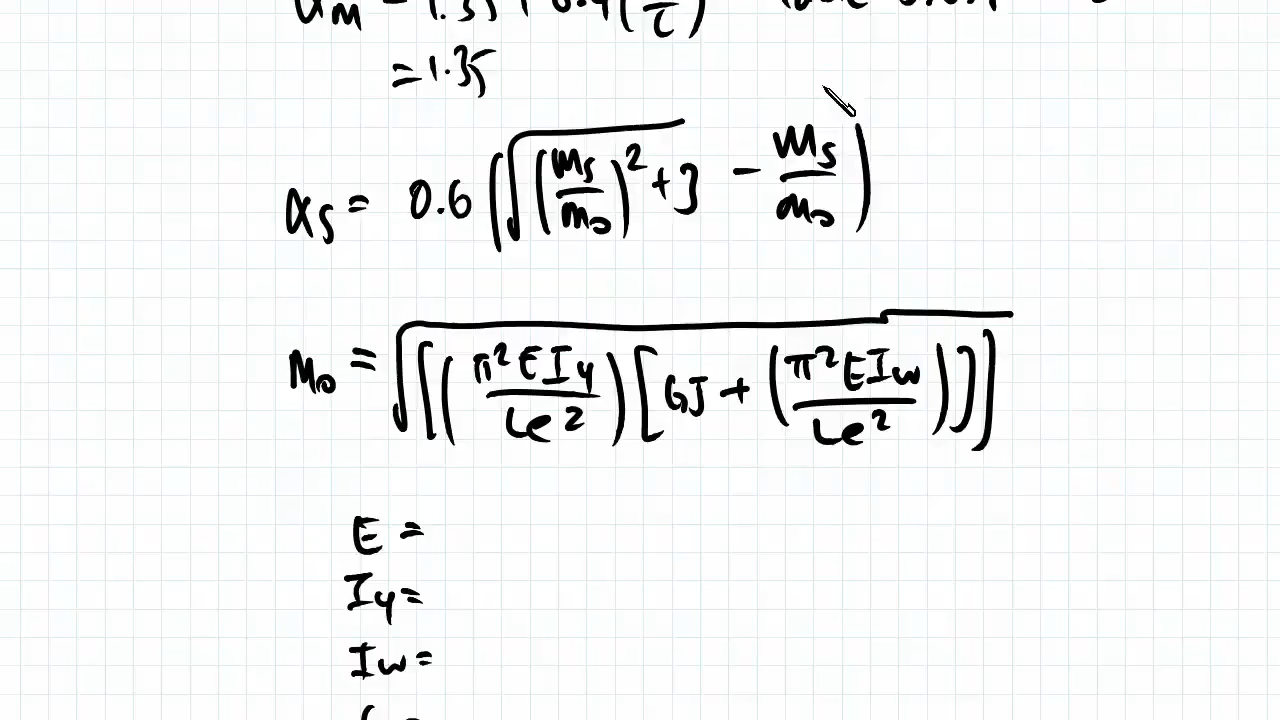 = 1.35
αs = 0.6 (√((Ms/Mo)² + 3) − Ms/Mo)
Mo = √[(π²EIy/Le²)[GJ + (π²EIw/Le²)]]
E =
Iy =
Iw =